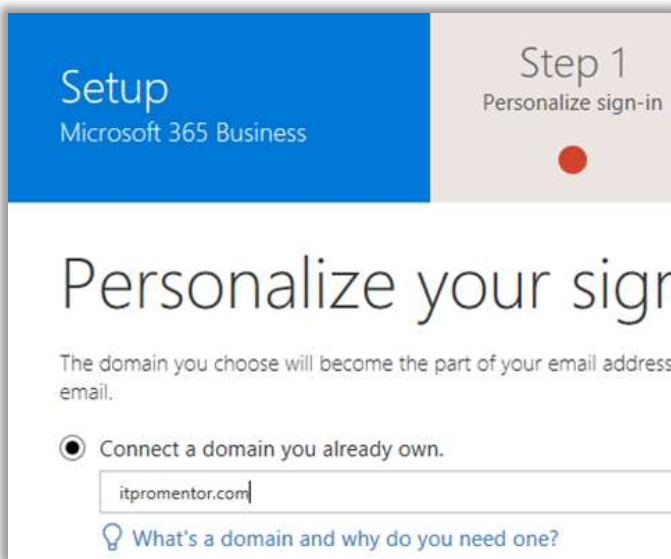 Setup
Microsoft 365 Business
Step 1
Personalize sign-in
Personalize your sign
The domain you choose will become the part of your email address
email.
Connect a domain you already own.
itpromentor.com
What's a domain and why do you need one?